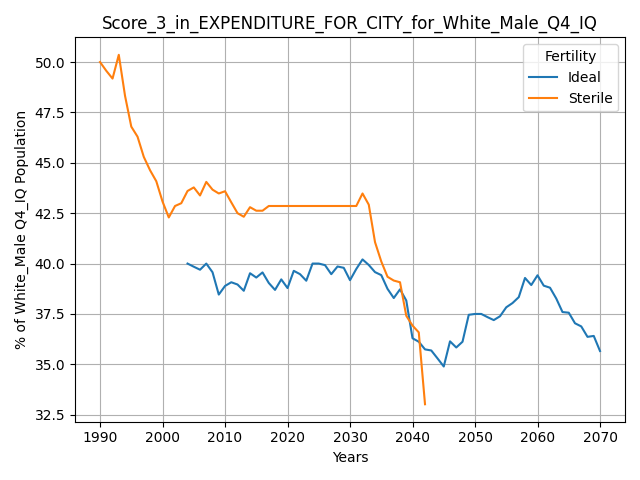 Score_3_in_EXPENDITURE_FOR_CITY_for_White_Male_Q4_IQ
Fertility
Ideal
Sterile
% of White_Male Q4_IQ Population
50.0
47.5
45.0
42.5
40.0
37.5
35.0
32.5
1990 2000 2010 2020 2030 2040 2050 2060 2070
Years